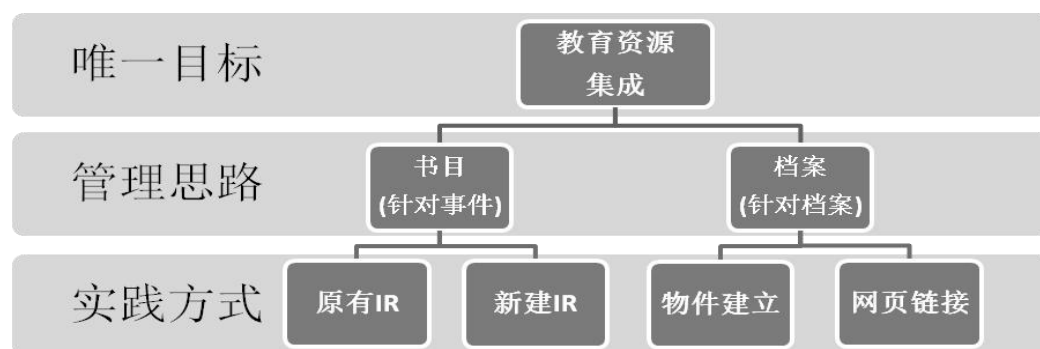 唯一目标
教育资源
集成
管理思路
书目
(针对事件)
档案
(针对档案)
实践方式
原有IR
新建IR
物件建立
网页链接